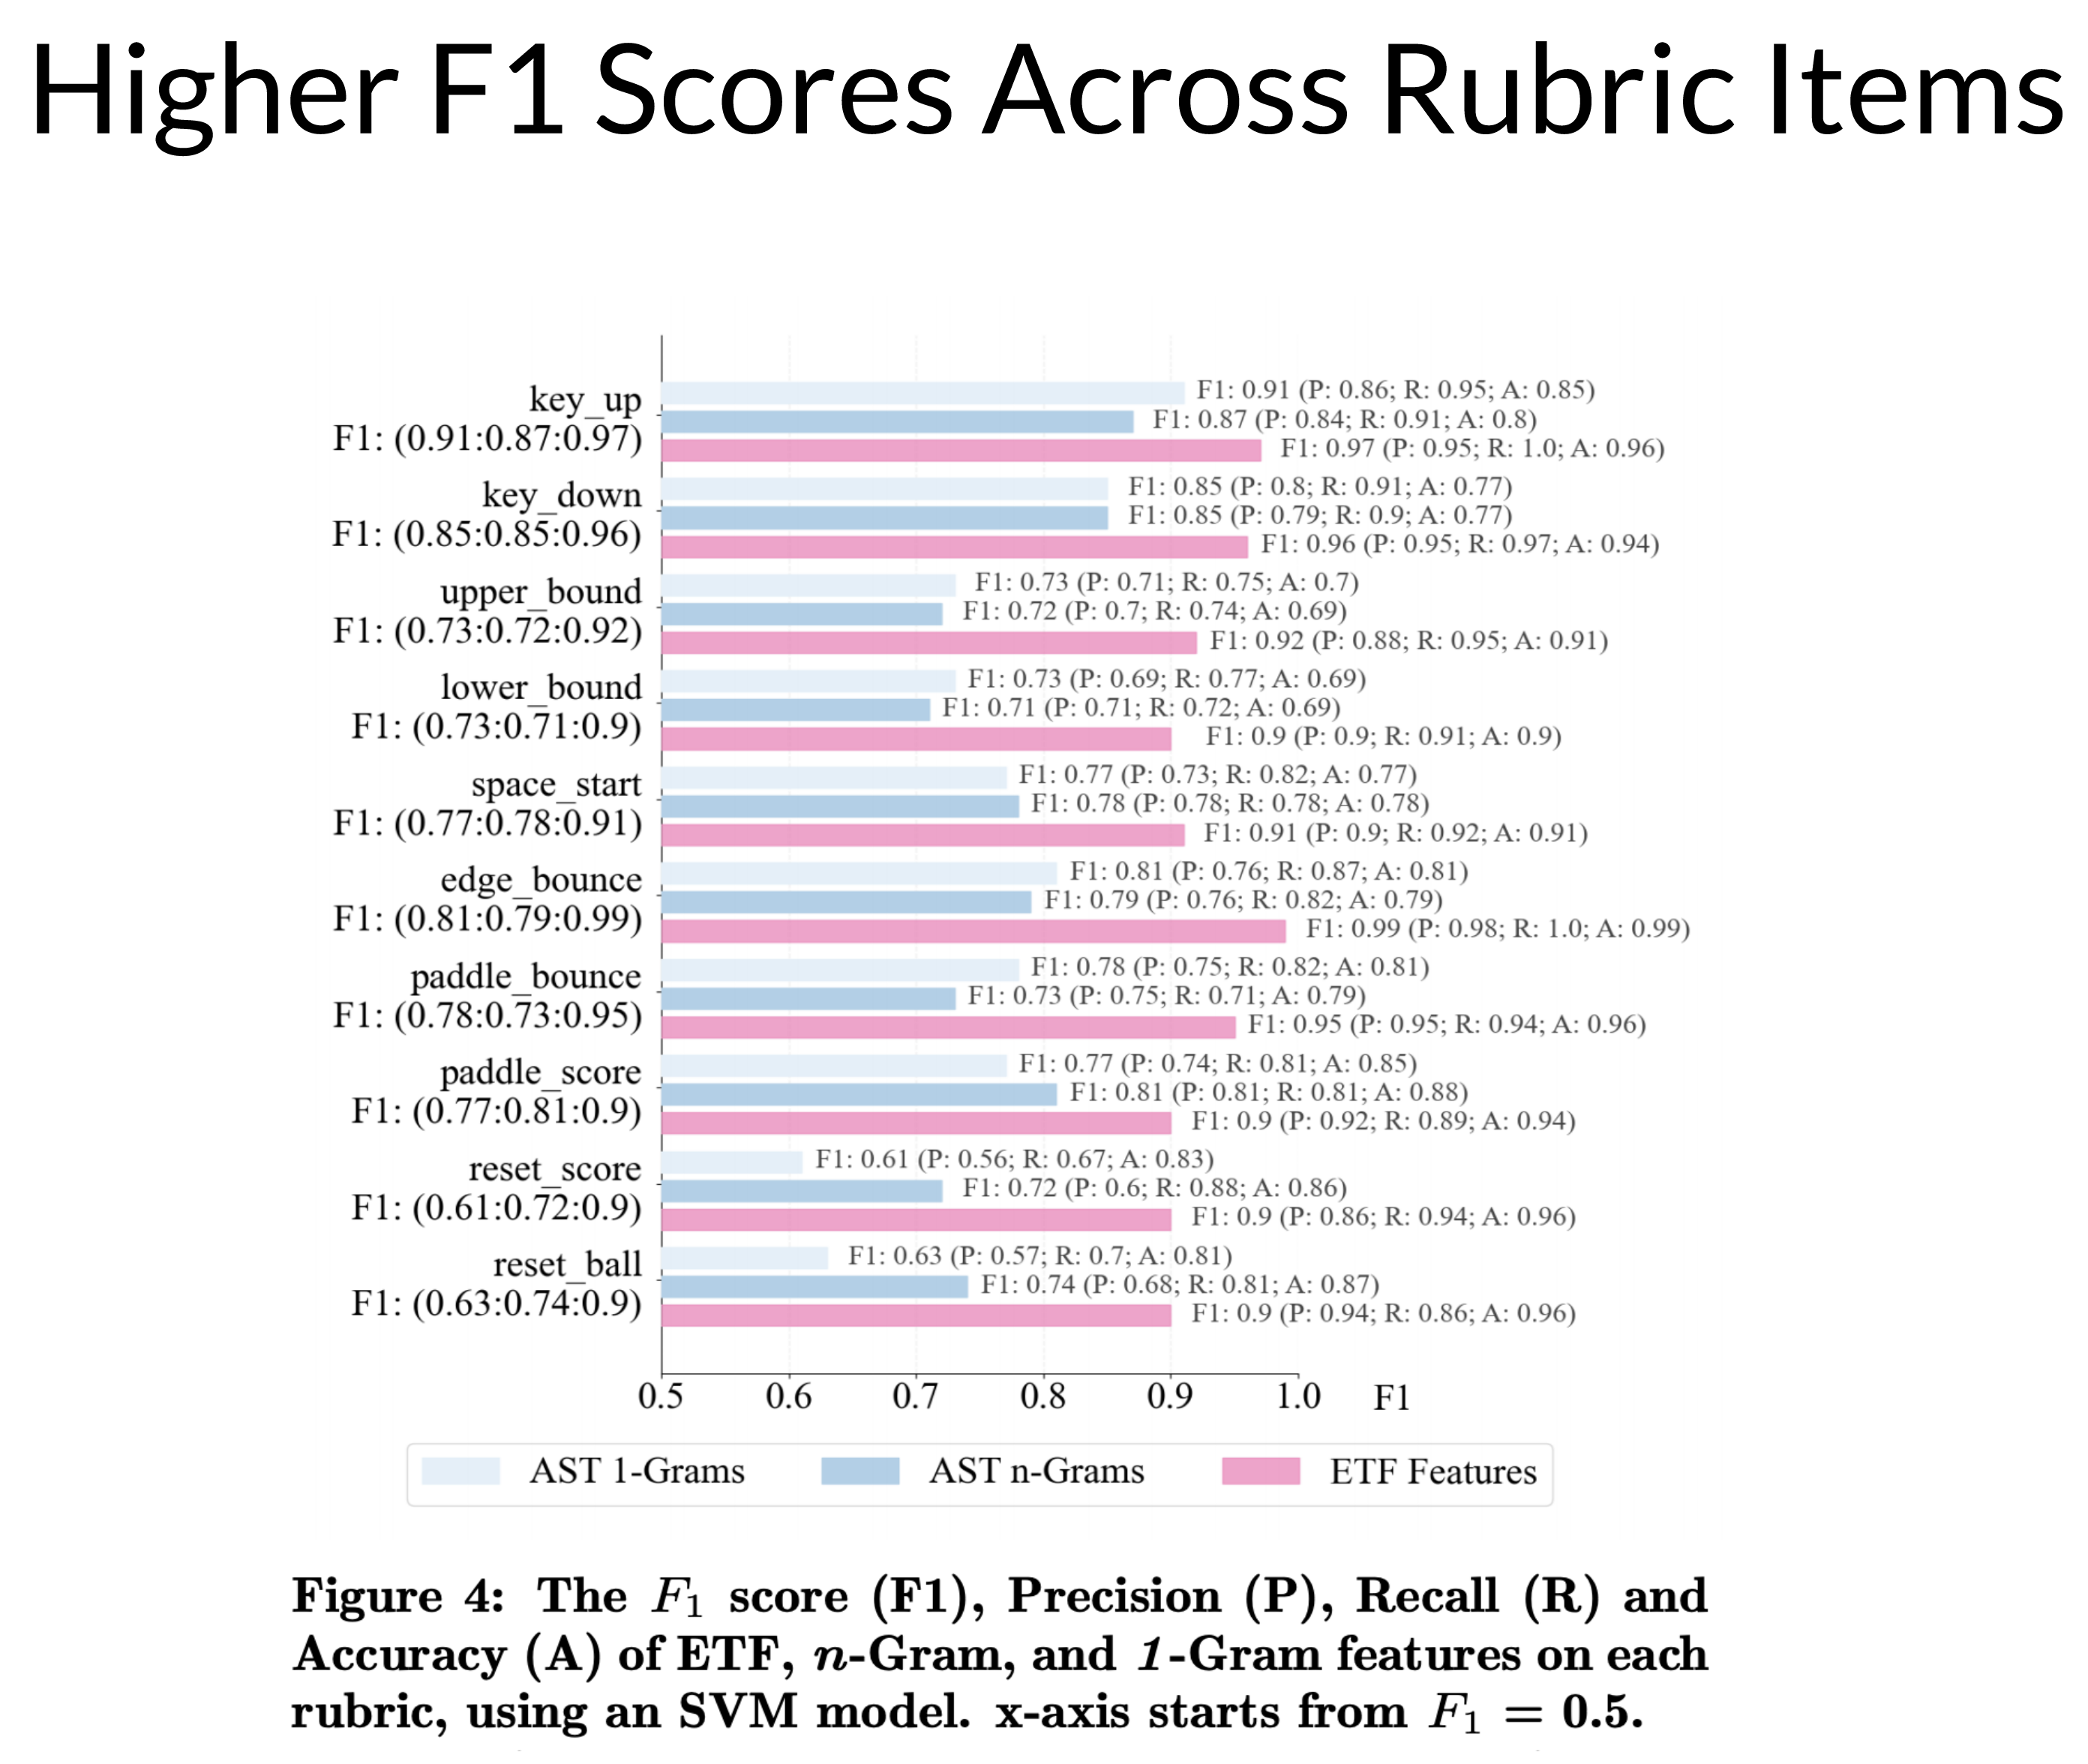 Higher F1 Scores Across Rubric Items
key_up
F1: (0.91:0.87:0.97)
F1: 0.91 (P: 0.86; R: 0.95; A: 0.85)
F1: 0.87 (P: 0.84; R: 0.91; A: 0.8)
F1: 0.97 (P: 0.95; R: 1.0; A: 0.96)
key_down
F1: (0.85:0.85:0.96)
F1: 0.85 (P: 0.8; R: 0.91; A: 0.77)
F1: 0.85 (P: 0.79; R: 0.9; A: 0.77)
F1: 0.96 (P: 0.95; R: 0.97; A: 0.94)
upper_bound
F1: (0.73:0.72:0.92)
F1: 0.73 (P: 0.71; R: 0.75; A: 0.7)
F1: 0.72 (P: 0.7; R: 0.74; A: 0.69)
F1: 0.92 (P: 0.88; R: 0.95; A: 0.91)
lower_bound
F1: (0.73:0.71:0.9)
F1: 0.73 (P: 0.69; R: 0.77; A: 0.69)
F1: 0.71 (P: 0.71; R: 0.72; A: 0.69)
F1: 0.9 (P: 0.9; R: 0.91; A: 0.9)
space_start
F1: (0.77:0.78:0.91)
F1: 0.77 (P: 0.73; R: 0.82; A: 0.77)
F1: 0.78 (P: 0.78; R: 0.78; A: 0.78)
F1: 0.91 (P: 0.9; R: 0.92; A: 0.91)
edge_bounce
F1: (0.81:0.79:0.99)
F1: 0.81 (P: 0.76; R: 0.87; A: 0.81)
F1: 0.79 (P: 0.76; R: 0.82; A: 0.79)
F1: 0.99 (P: 0.98; R: 1.0; A: 0.99)
paddle_bounce
F1: (0.78:0.73:0.95)
F1: 0.78 (P: 0.75; R: 0.82; A: 0.81)
F1: 0.73 (P: 0.75; R: 0.71; A: 0.79)
F1: 0.95 (P: 0.95; R: 0.94; A: 0.96)
paddle_score
F1: (0.77:0.81:0.9)
F1: 0.77 (P: 0.74; R: 0.81; A: 0.85)
F1: 0.81 (P: 0.81; R: 0.81; A: 0.88)
F1: 0.9 (P: 0.92; R: 0.89; A: 0.94)
reset_score
F1: (0.61:0.72:0.9)
F1: 0.61 (P: 0.56; R: 0.67; A: 0.83)
F1: 0.72 (P: 0.6; R: 0.88; A: 0.86)
F1: 0.9 (P: 0.86; R: 0.94; A: 0.96)
reset_ball
F1: (0.63:0.74:0.9)
F1: 0.63 (P: 0.57; R: 0.7; A: 0.81)
F1: 0.74 (P: 0.68; R: 0.81; A: 0.87)
F1: 0.9 (P: 0.94; R: 0.86; A: 0.96)
0.5 0.6 0.7 0.8 0.9 1.0 F1
AST 1-Grams AST n-Grams ETF Features
Figure 4: The F₁ score (F1), Precision (P), Recall (R) and
Accuracy (A) of ETF, n-Gram, and 1-Gram features on each
rubric, using an SVM model. x-axis starts from F₁ = 0.5.